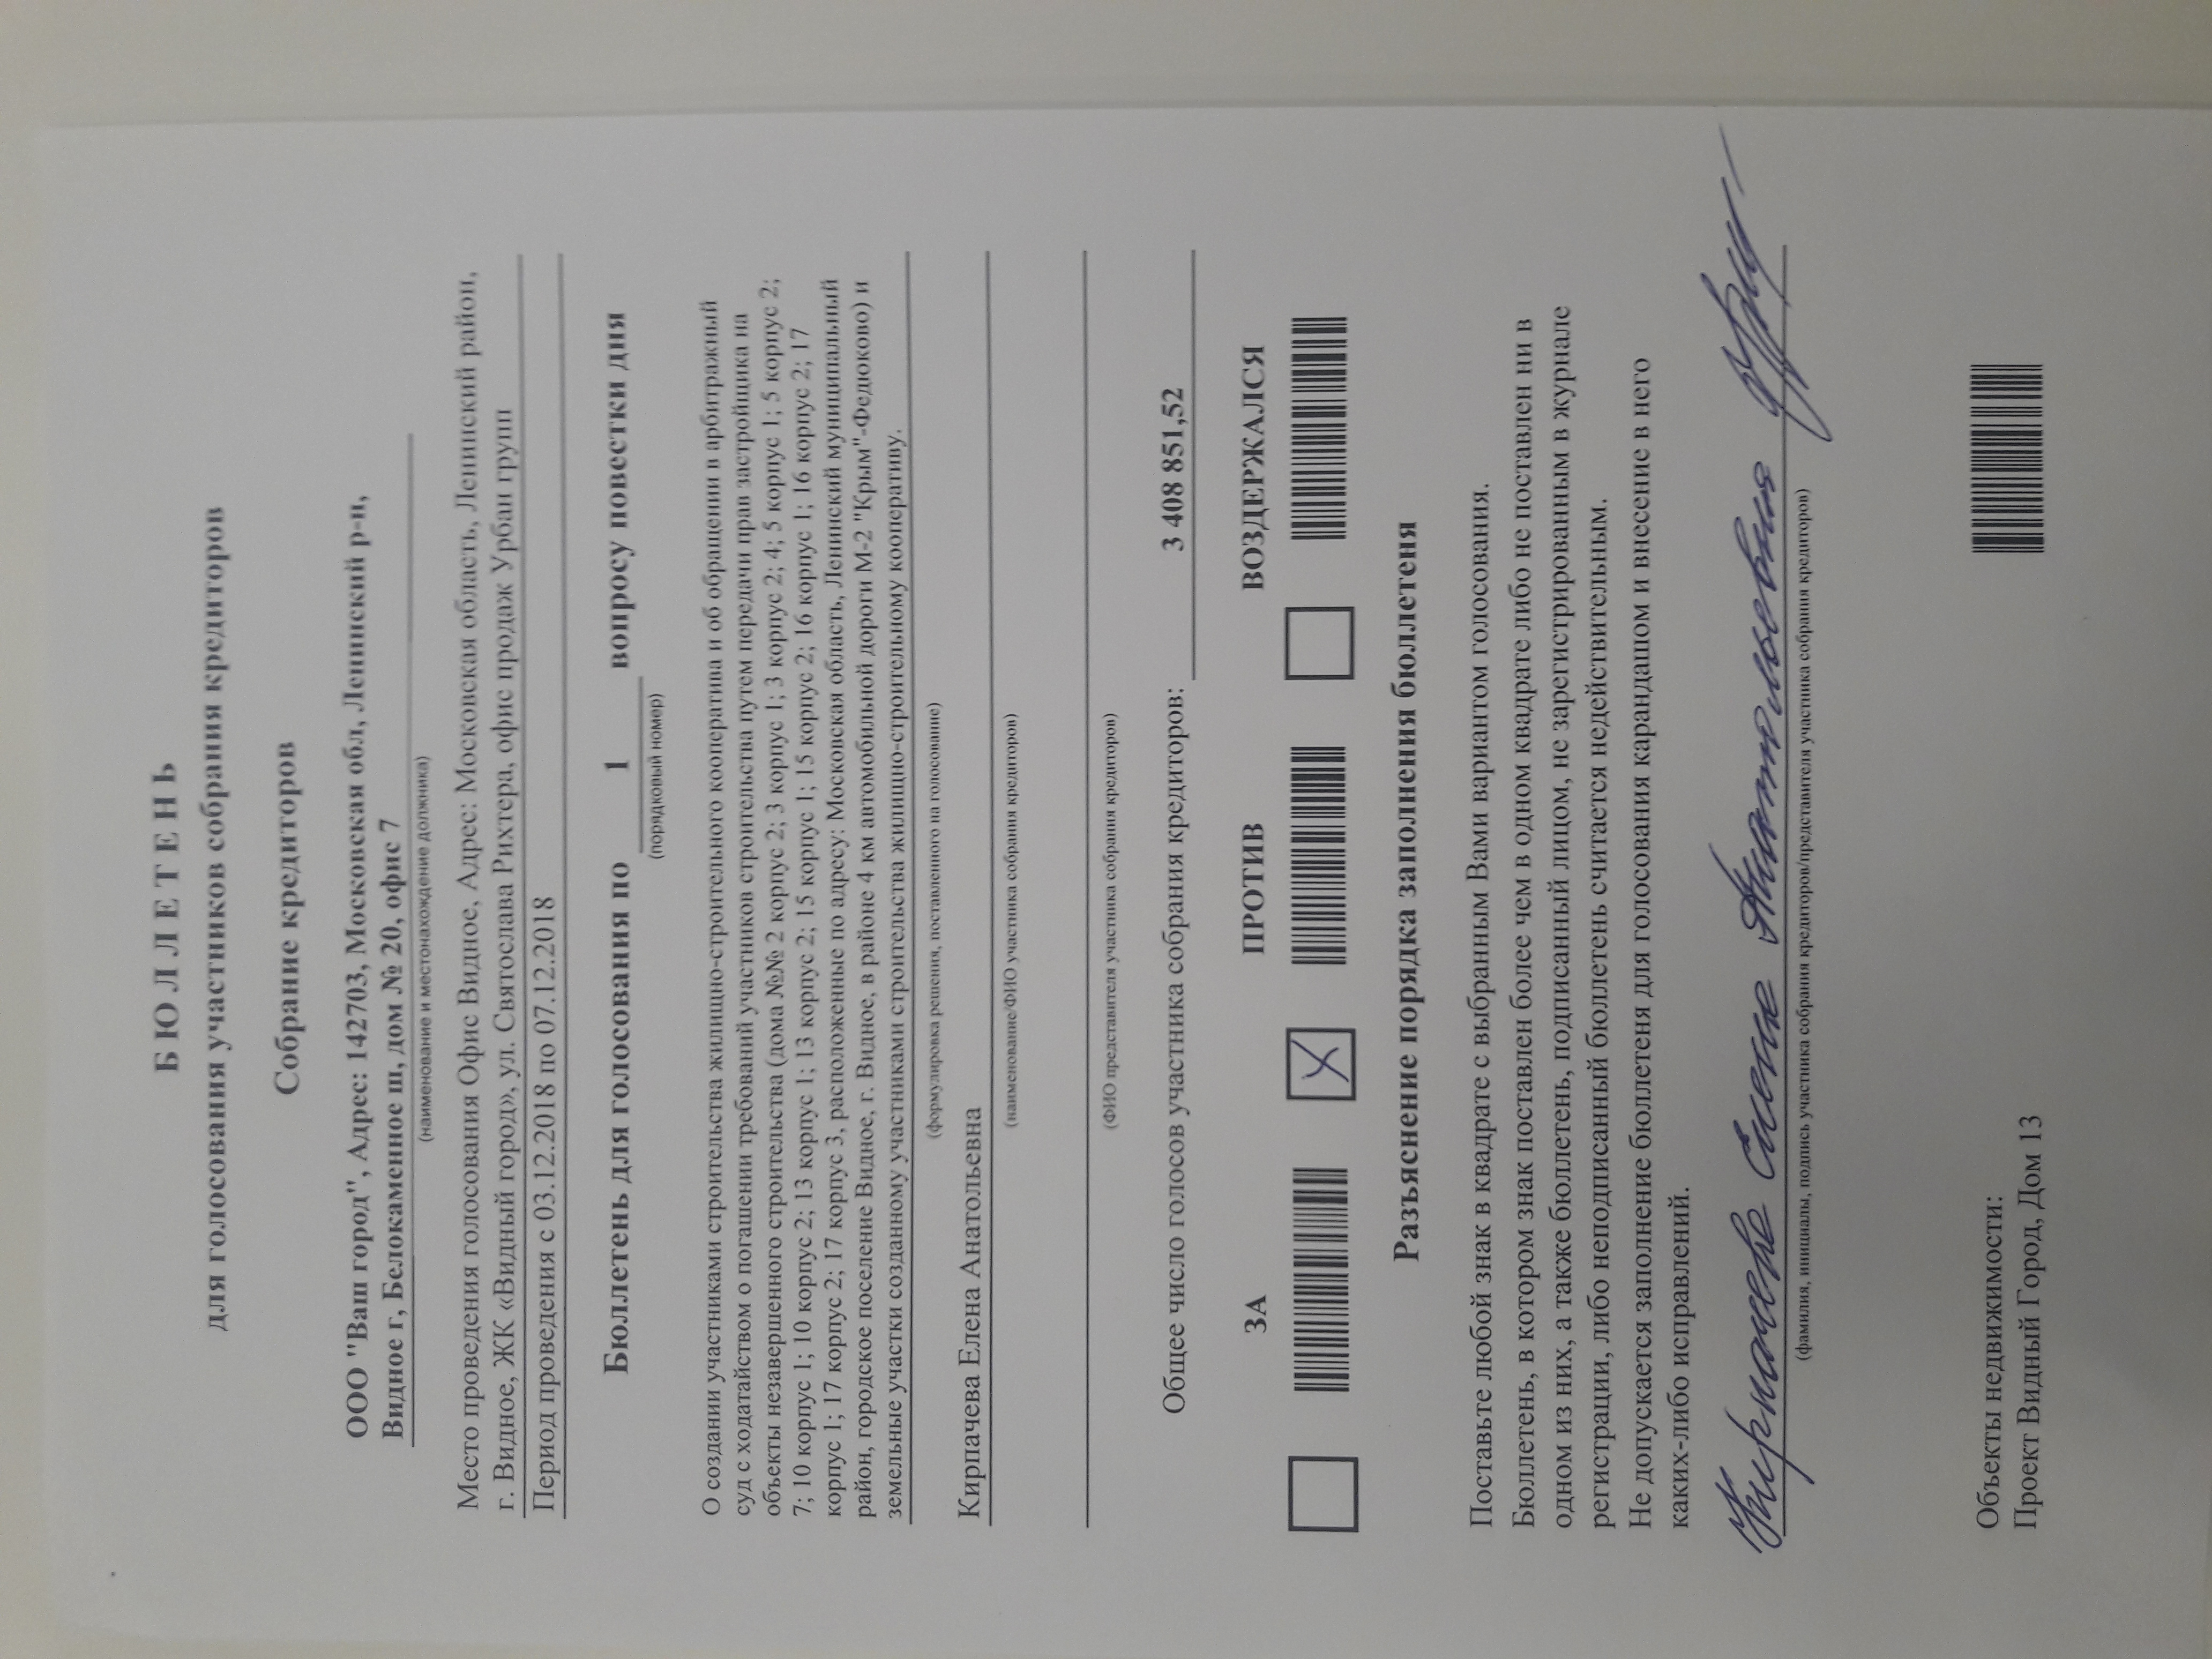 Б Ю Л Л Е Т Е Н Ь
для голосования участников собрания кредиторов
Собрание кредиторов
ООО "Ваш город", Адрес: 142703, Московская обл, Ленинский р-н,
Видное г, Белокаменное ш, дом № 20, офис 7
(наименование и местонахождение должника)
Место проведения голосования Офис Видное, Адрес: Московская область, Ленинский район,
г. Видное, ЖК «Видный город», ул. Святослава Рихтера, офис продаж Урбан групп
Период проведения с 03.12.2018 по 07.12.2018
Бюллетень для голосования по 1 вопросу повестки дня
(порядковый номер)
О создании участниками строительства жилищно-строительного кооператива и об обращении в арбитражный
суд с ходатайством о погашении требований участников строительства путем передачи прав застройщика на
объекты незавершенного строительства (дома №№ 2 корпус 2; 3 корпус 1; 3 корпус 2; 4; 5 корпус 1; 5 корпус 2;
7; 10 корпус 1; 10 корпус 2; 13 корпус 1; 13 корпус 2; 15 корпус 1; 15 корпус 2; 16 корпус 1; 16 корпус 2; 17
корпус 1; 17 корпус 2; 17 корпус 3, расположенные по адресу: Московская область, Ленинский муниципальный
район, городское поселение Видное, г. Видное, в районе 4 км автомобильной дороги М-2 "Крым"-Федюково) и
земельные участки созданному участниками строительства жилищно-строительному кооперативу.
(формулировка решения, поставленного на голосование)
Кирпачева Елена Анатольевна
(наименование/ФИО участника собрания кредиторов)
(ФИО представителя участника собрания кредиторов)
Общее число голосов участника собрания кредиторов: 3 408 851,52
ЗА ПРОТИВ ВОЗДЕРЖАЛСЯ
Разъяснение порядка заполнения бюллетеня
Поставьте любой знак в квадрате с выбранным Вами вариантом голосования.
Бюллетень, в котором знак поставлен более чем в одном квадрате либо не поставлен ни в
одном из них, а также бюллетень, подписанный лицом, не зарегистрированным в журнале
регистрации, либо неподписанный бюллетень считается недействительным.
Не допускается заполнение бюллетеня для голосования карандашом и внесение в него
каких-либо исправлений.
Кирпачева Елена Анатольевна
(фамилия, инициалы, подпись участника собрания кредиторов/представителя участника собрания кредиторов)
Объекты недвижимости:
Проект Видный Город, Дом 13